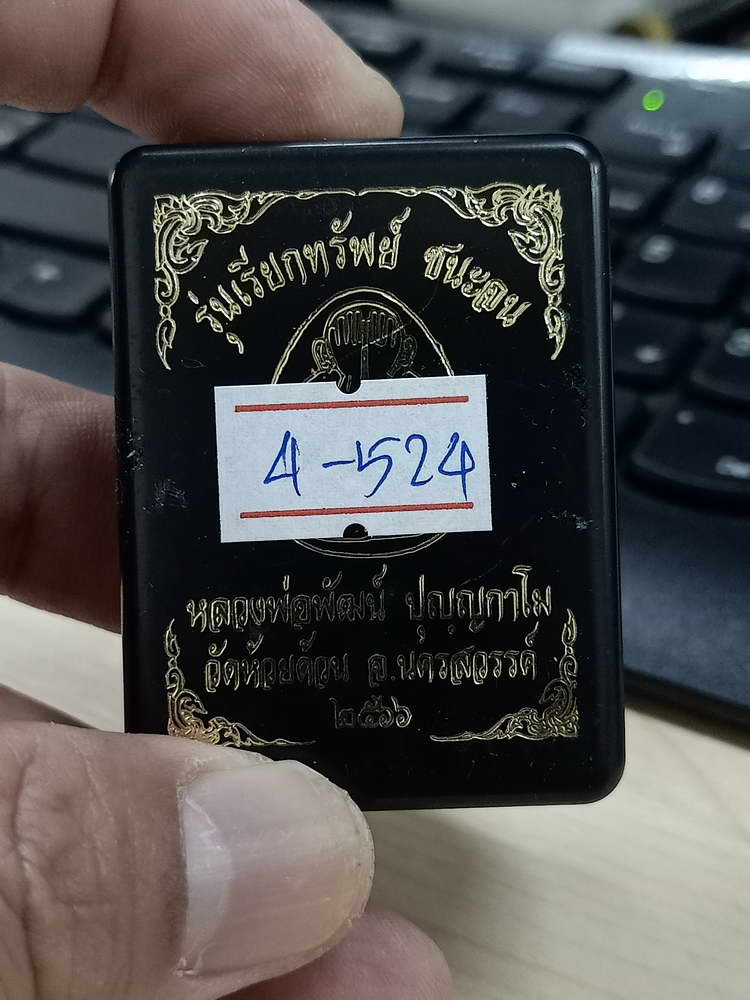 รุ่นเรียกทรัพย์ ชนะจน
4-524
หลวงพ่อพัฒน์ ปุญฺญกาโม
วัดห้วยด้วน จ.นครสวรรค์
๒๕๖๖